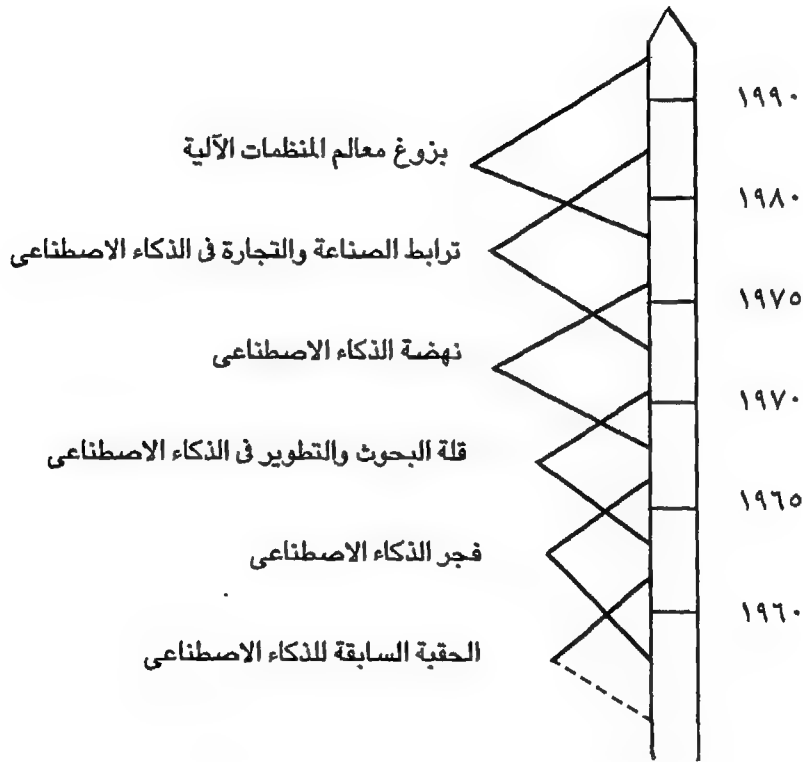 ١٩٩٠
بزوغ معالم المنظمات الآلية
١٩٨٠
ترابط الصناعة والتجارة فى الذكاء الاصطناعى
١٩٧٥
نهضة الذكاء الاصطناعى
١٩٧٠
قلة البحوث والتطوير فى الذكاء الاصطناعى
١٩٦٥
فجر الذكاء الاصطناعى
١٩٦٠
الحقبة السابقة للذكاء الاصطناعى